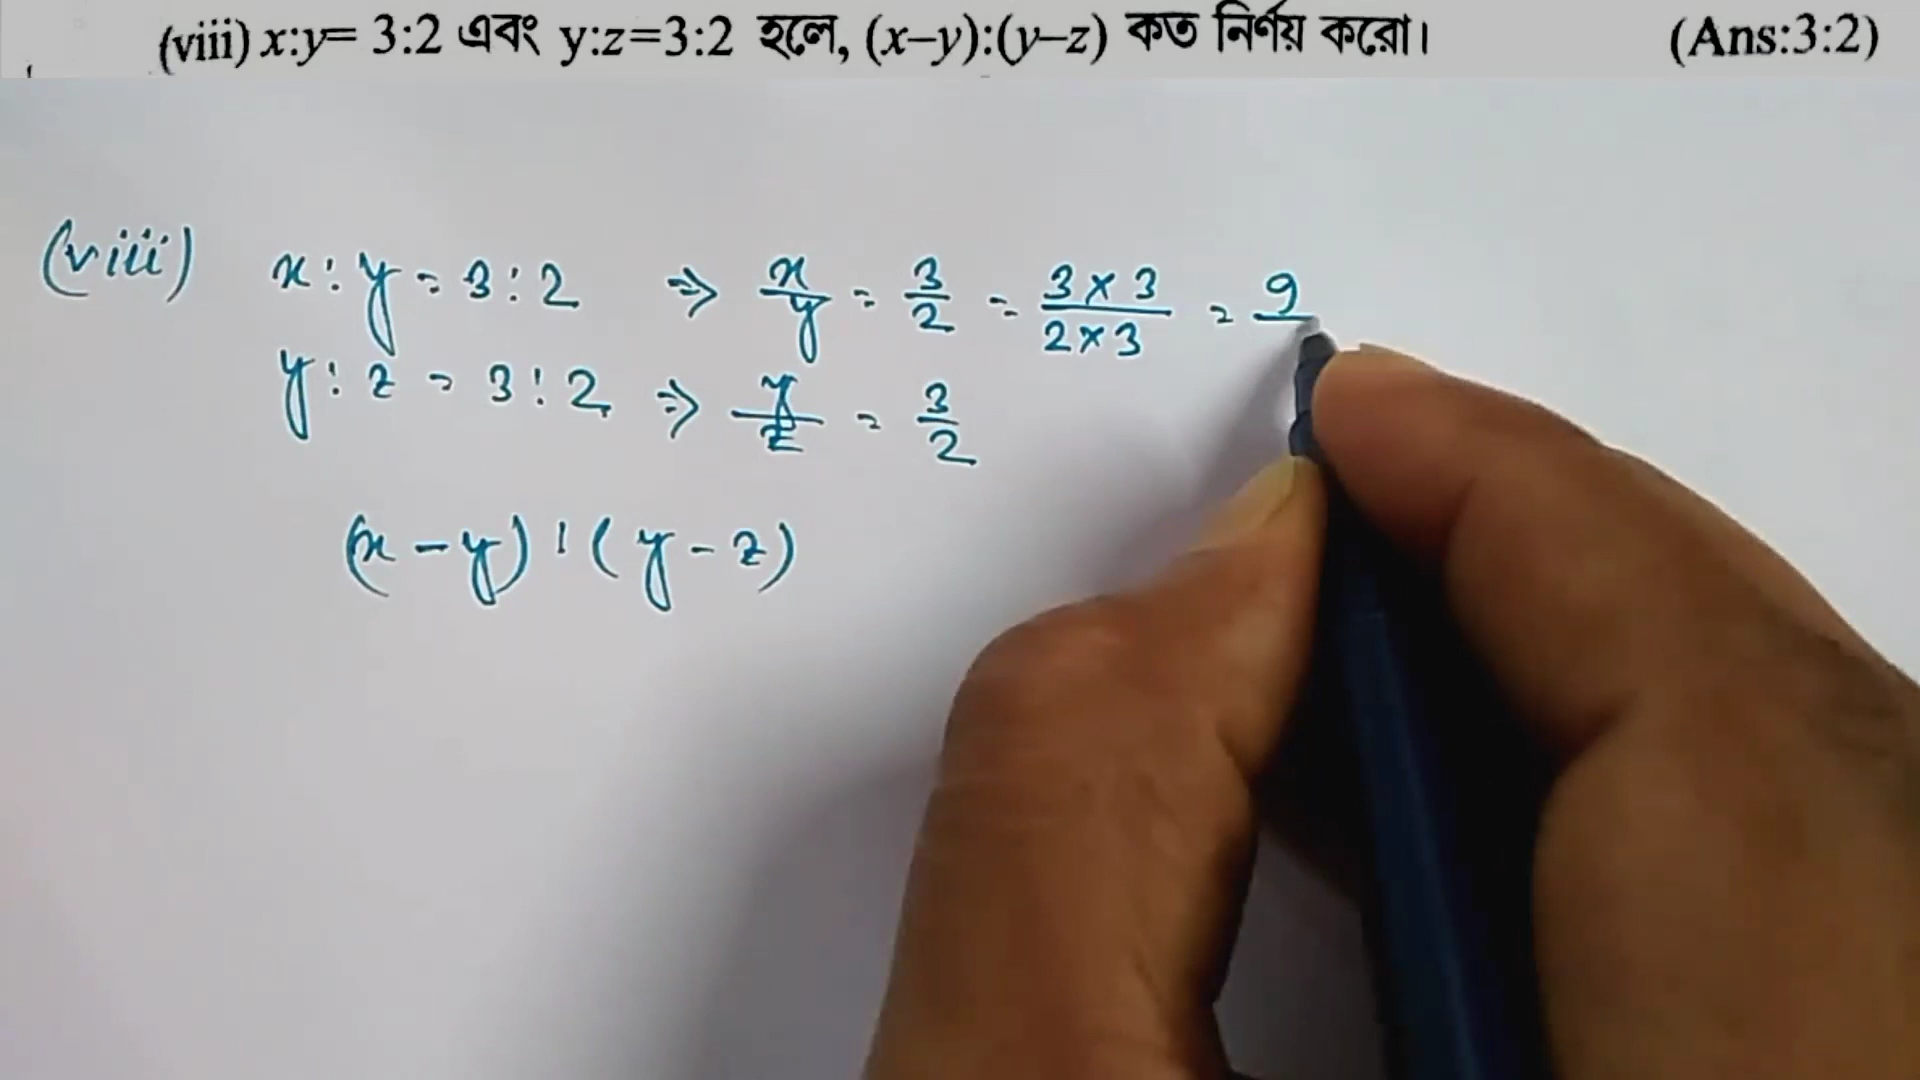 (viii) x:y= 3:2 এবং y:z=3:2 হলে, (x–y):(y–z) কত নির্ণয় করো। (Ans:3:2)
(viii) x:y = 3:2 ⇒ x/y = 3/2 = 3×3/2×3 = 9/
y:z = 3:2 ⇒ y/z = 3/2
(x-y):(y-z)